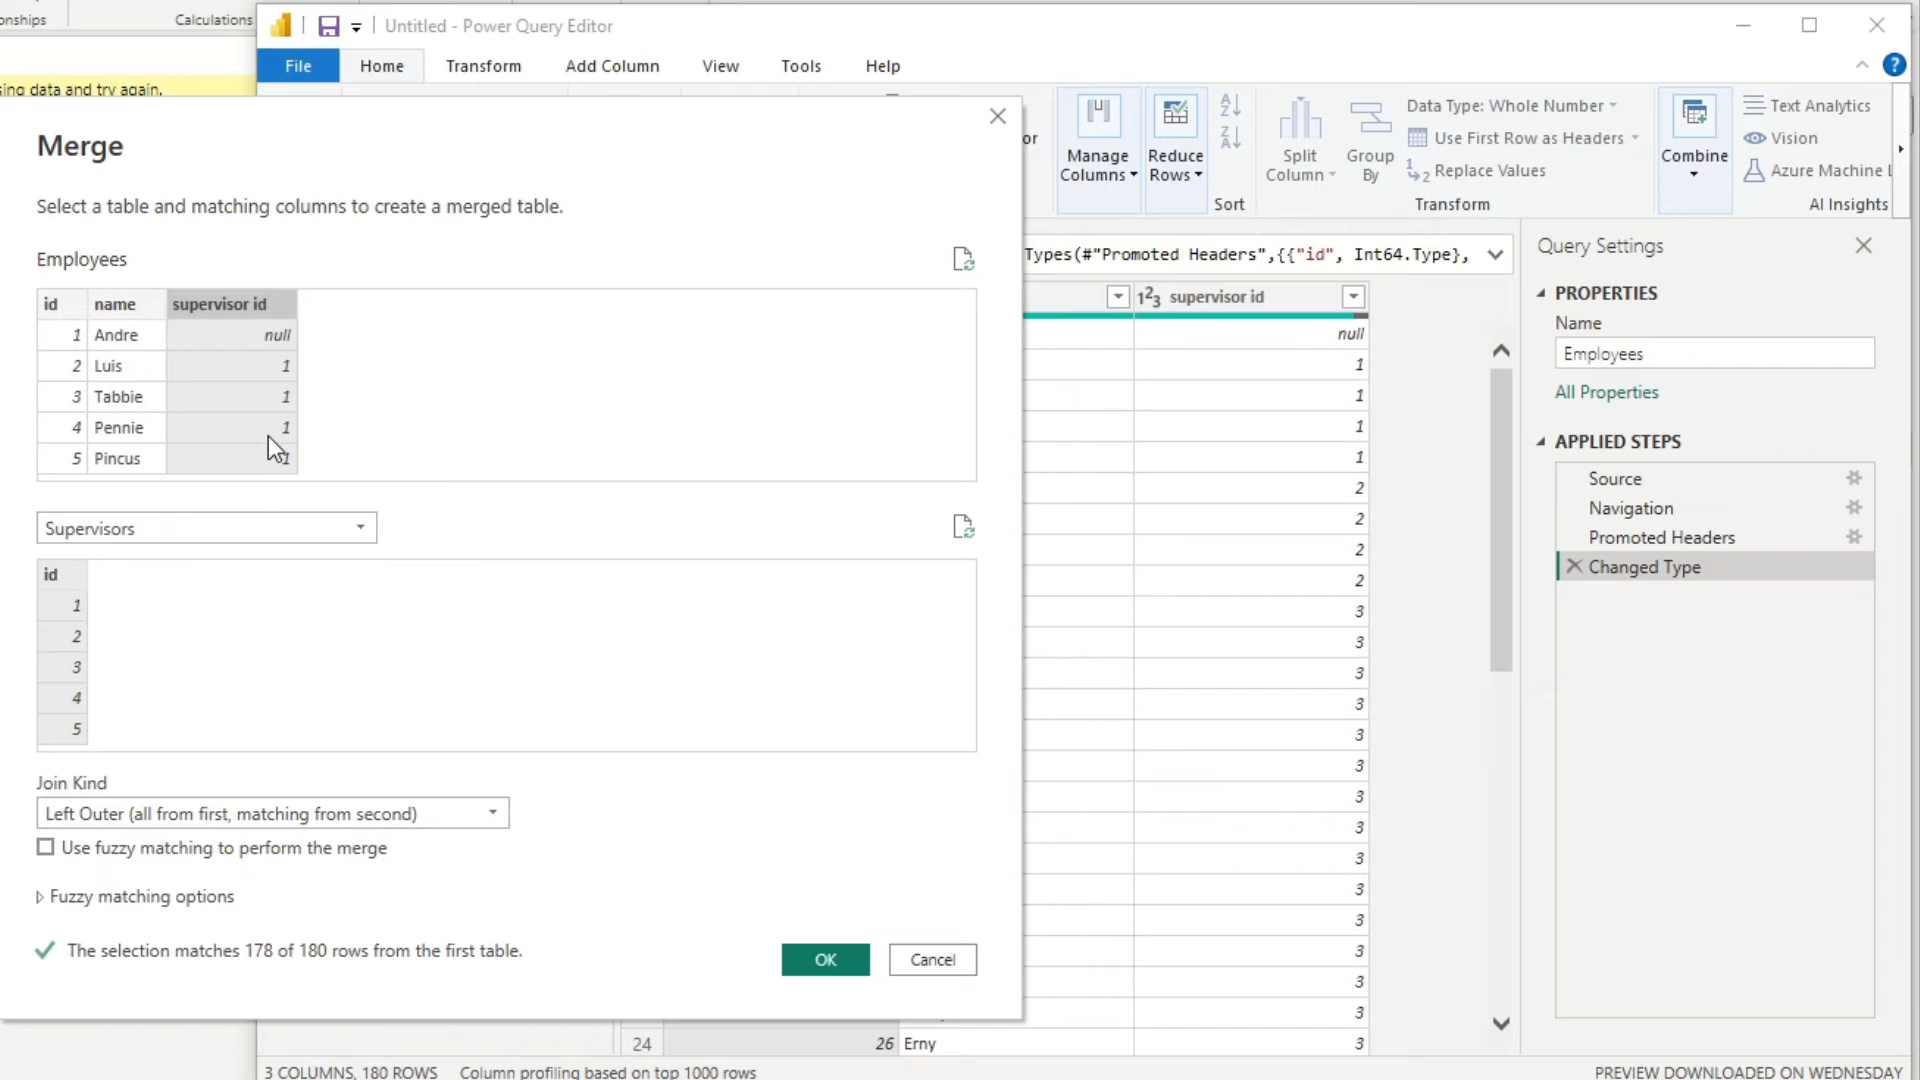 onships
Calculations
Untitled - Power Query Editor
File
Home
Transform
Add Column
View
Tools
Help
?
sing data and try again.
or
Manage
Columns
Reduce
Rows
A
Z
Z
A
Sort
Split
Column
Group
By
Data Type: Whole Number
Use First Row as Headers
1
2
Replace Values
Transform
Combine
Text Analytics
Vision
Azure Machine L
AI Insights
Merge
Select a table and matching columns to create a merged table.
Employees
id name supervisor id
1 Andre null
2 Luis 1
3 Tabbie 1
4 Pennie 1
5 Pincus 1
Supervisors
id
1
2
3
4
5
Join Kind
Left Outer (all from first, matching from second)
Use fuzzy matching to perform the merge
Fuzzy matching options
The selection matches 178 of 180 rows from the first table.
OK
Cancel
Types(#"Promoted Headers",{{"id", Int64.Type},
123 supervisor id
null
1
1
1
1
2
2
2
2
3
3
3
3
3
3
3
3
3
3
3
3
3
3
24 26 Erny 3
Query Settings
PROPERTIES
Name
Employees
All Properties
APPLIED STEPS
Source
Navigation
Promoted Headers
Changed Type
3 COLUMNS, 180 ROWS
Column profiling based on top 1000 rows
PREVIEW DOWNLOADED ON WEDNESDAY